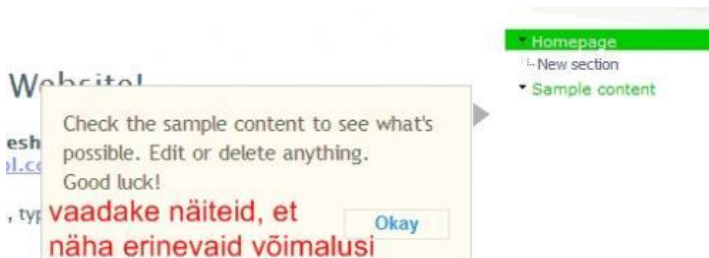 Homepage
New section
Sample content
Website!
Check the sample content to see what's
possible. Edit or delete anything.
Good luck!
, typ
vaadake näiteid, et
näha erinevaid võimalusi
Okay